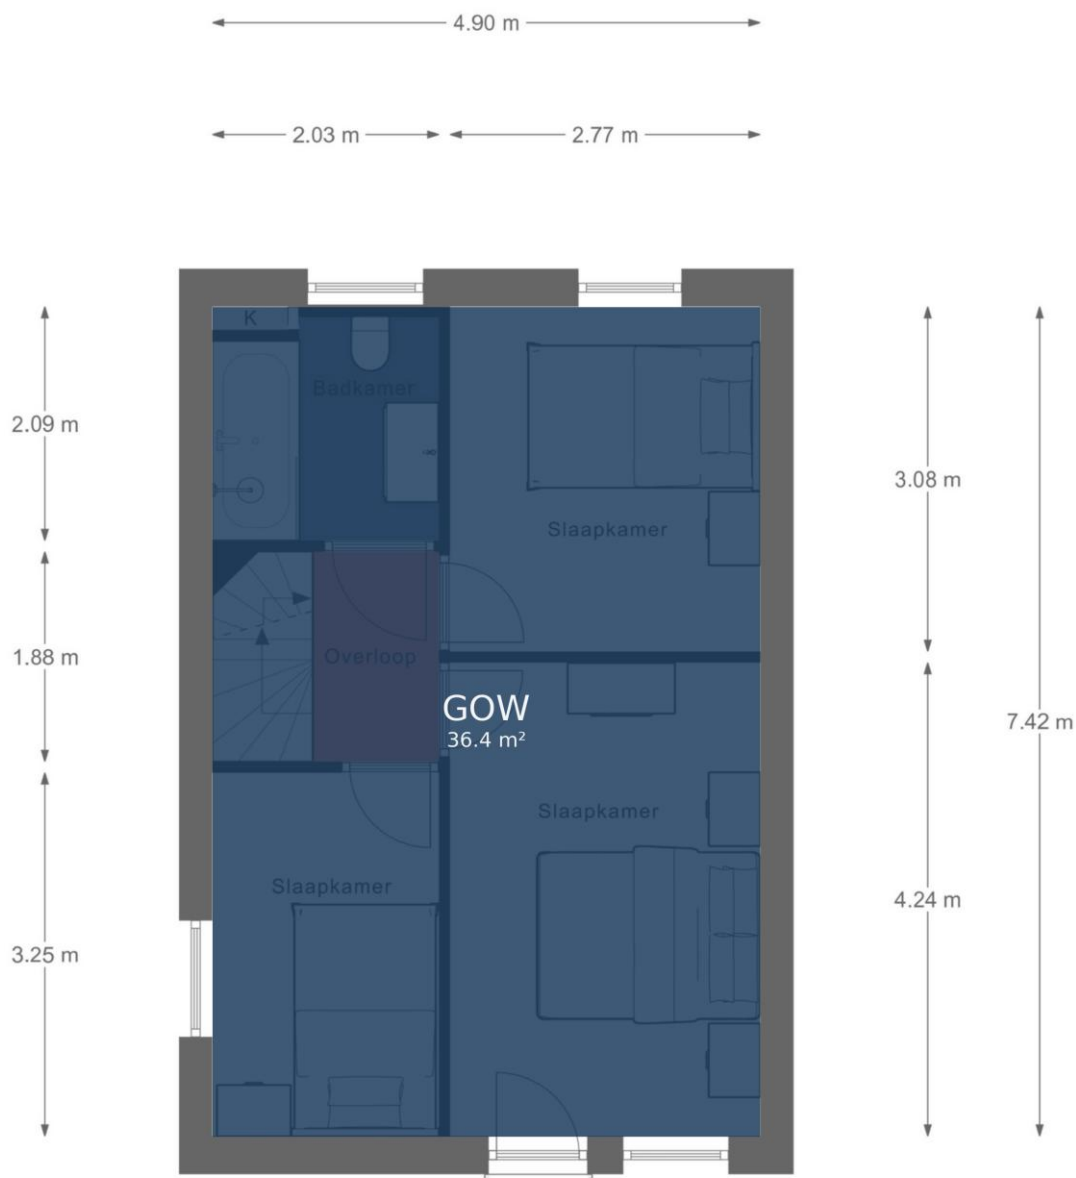 4.90 m
2.03 m
2.77 m
K
Badkamer
2.09 m
3.08 m
Slaapkamer
1.88 m
Overloop
GOW
36.4 m²
7.42 m
Slaapkamer
Slaapkamer
4.24 m
3.25 m